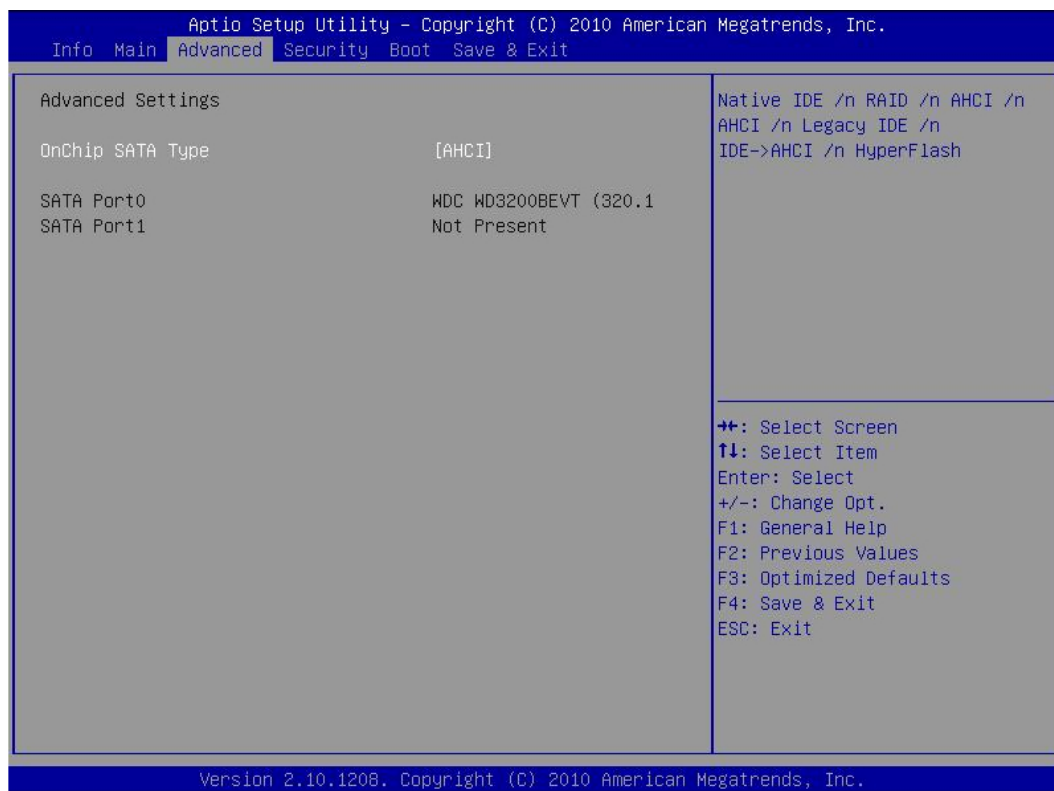 Aptio Setup Utility – Copyright (C) 2010 American Megatrends, Inc.
Info Main Advanced Security Boot Save & Exit
Advanced Settings
OnChip SATA Type [AHCI]
SATA Port0 WDC WD3200BEVT (320.1
SATA Port1 Not Present
Native IDE /n RAID /n AHCI /n
AHCI /n Legacy IDE /n
IDE->AHCI /n HyperFlash
→←: Select Screen
↑↓: Select Item
Enter: Select
+/-: Change Opt.
F1: General Help
F2: Previous Values
F3: Optimized Defaults
F4: Save & Exit
ESC: Exit
Version 2.10.1208. Copyright (C) 2010 American Megatrends, Inc.